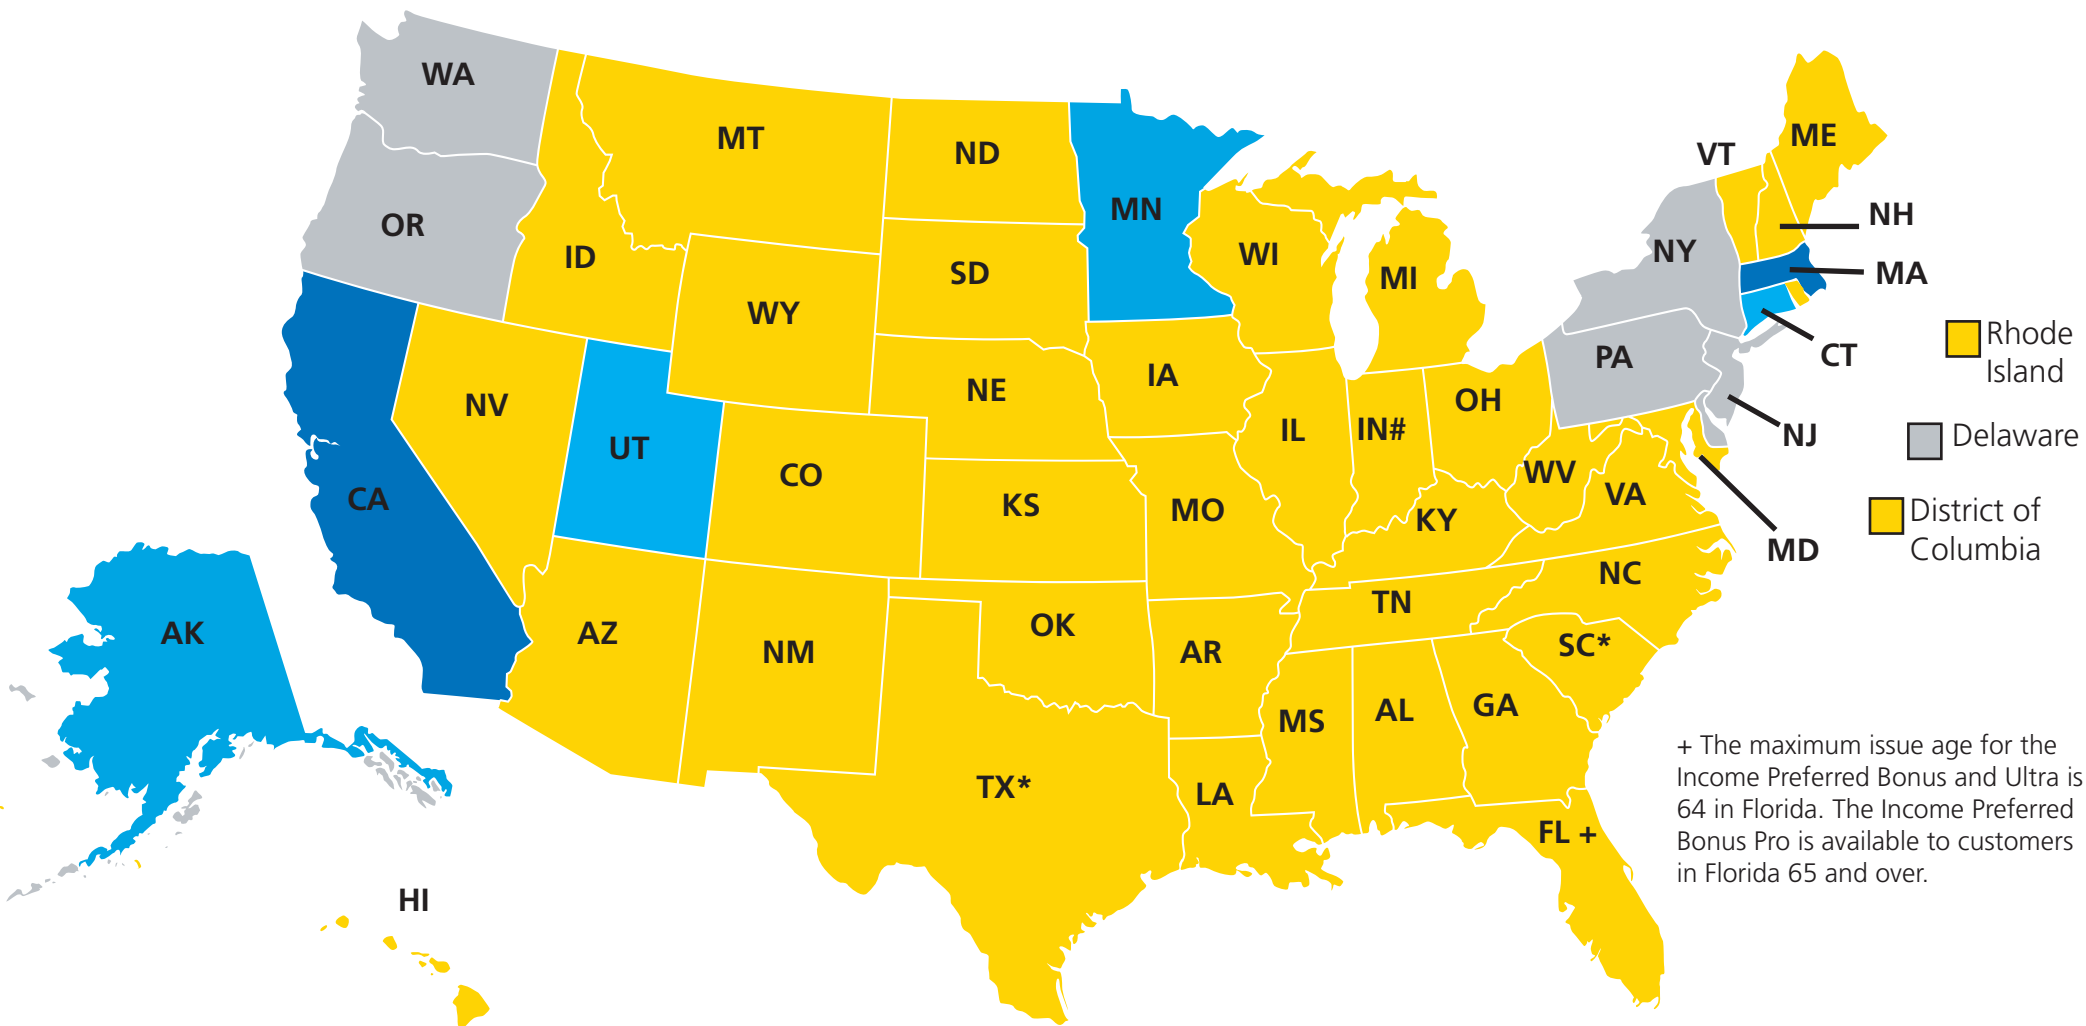 WA
MT
ND
MN
VT
ME
OR
ID
SD
WI
MI
NY
NH
MA
WY
Rhode
Island
CT
PA
IA
NE
NV
OH
IL
IN#
NJ
Delaware
UT
CO
WV
VA
CA
KS
MO
KY
District of
Columbia
MD
NC
TN
AK
AZ
NM
OK
AR
SC*
MS
AL
GA
TX*
LA
FL +
+ The maximum issue age for the
Income Preferred Bonus and Ultra is
64 in Florida. The Income Preferred
Bonus Pro is available to customers
in Florida 65 and over.
HI